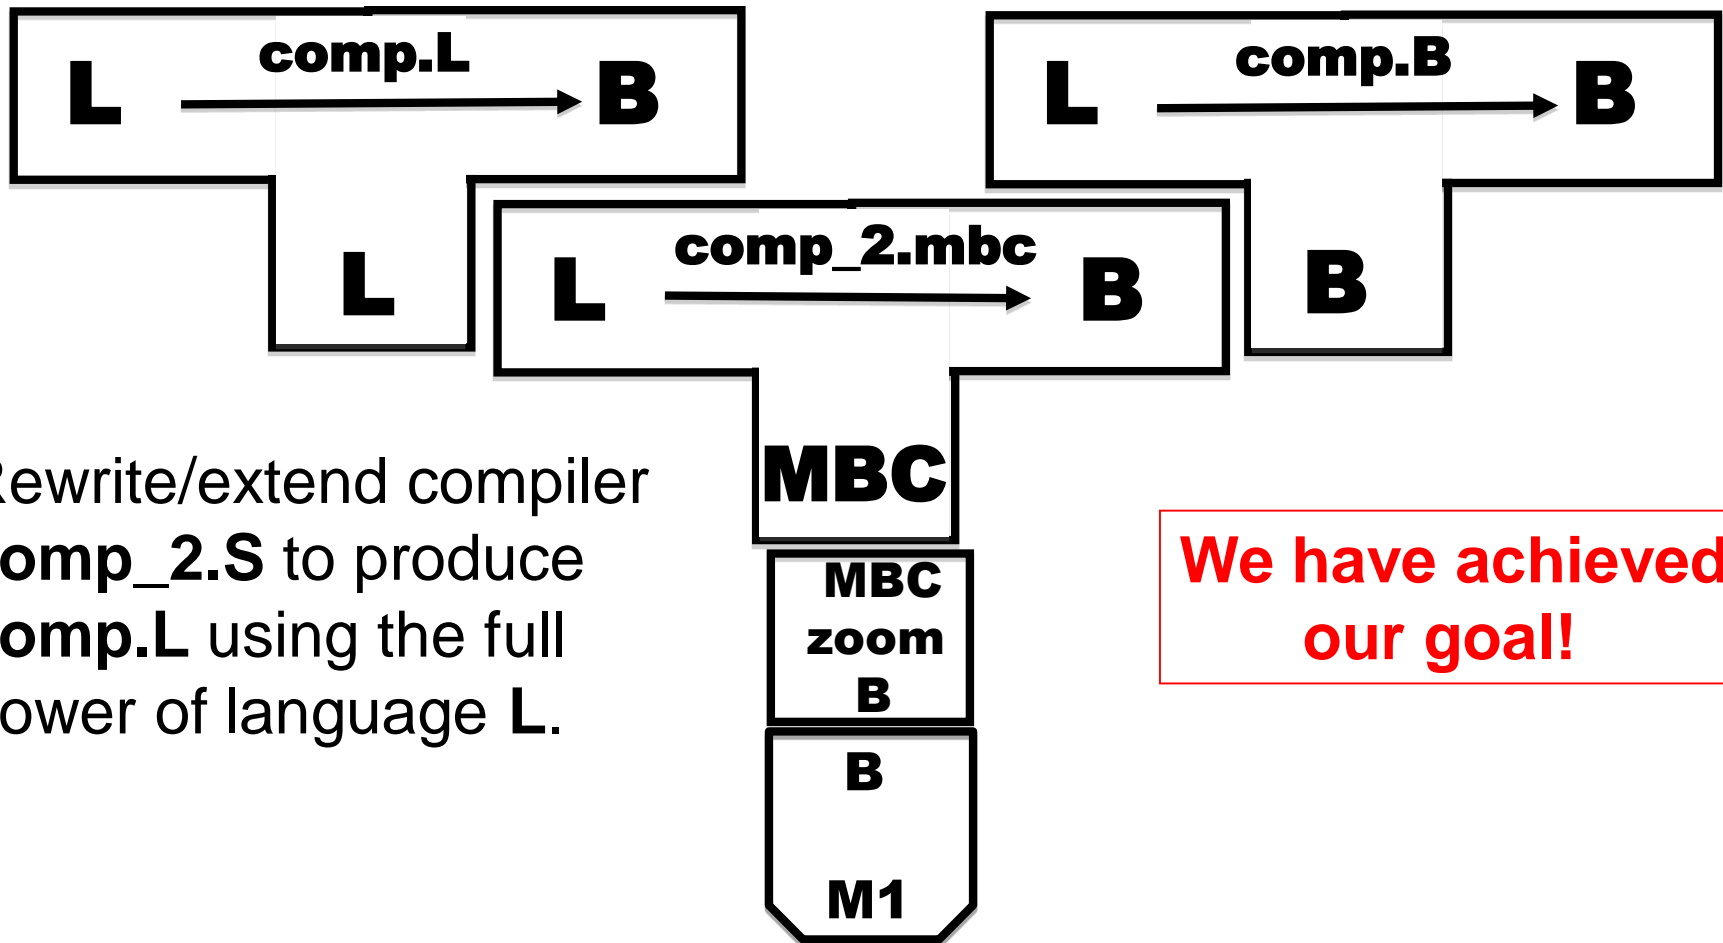 comp.L
L B
L
comp.B
L B
B
comp_2.mbc
L B
MBC
MBC
zoom
B
B
M1
Rewrite/extend compiler
omp_2.S to produce
omp.L using the full
ower of language L.
We have achieved
our goal!